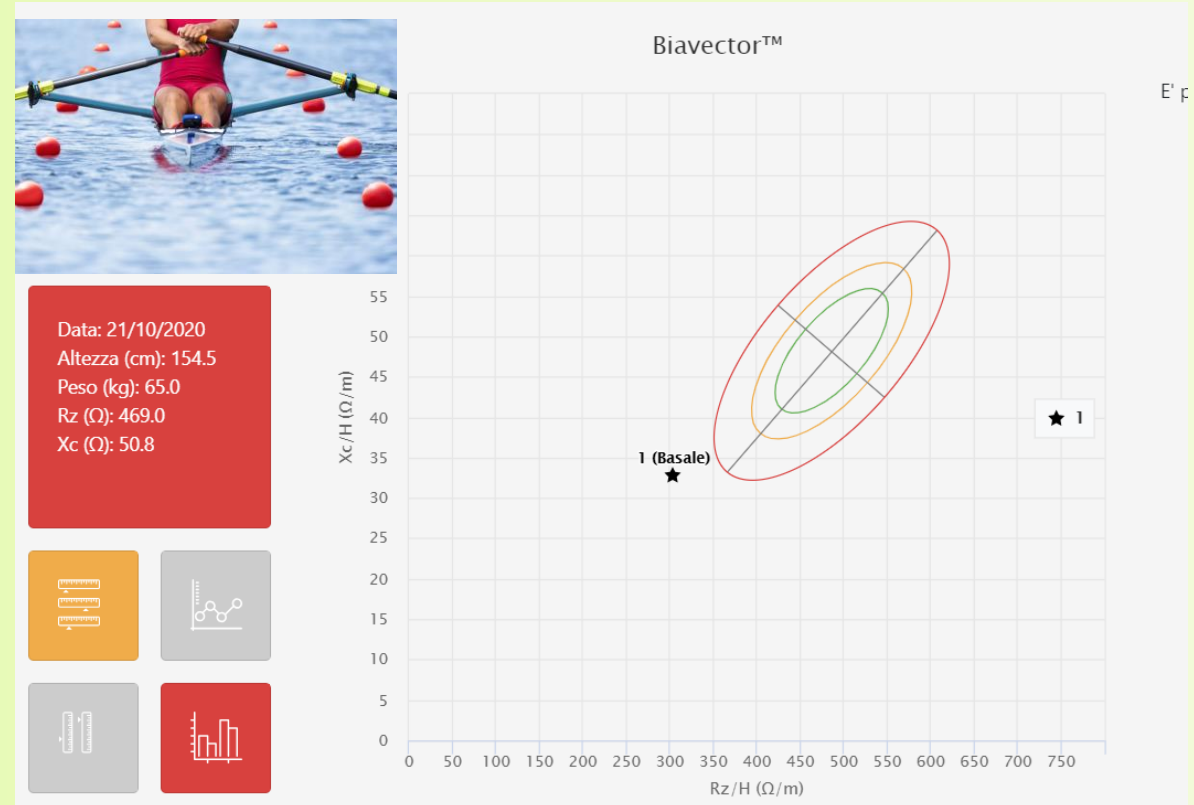 Biavector™
E' p
Data: 21/10/2020
Altezza (cm): 154.5
Peso (kg): 65.0
Rz (Ω): 469.0
Xc (Ω): 50.8
Xc/H (Ω/m)
55
50
45
40
35
30
25
20
15
10
5
0
1 (Basale)
1
0 50 100 150 200 250 300 350 400 450 500 550 600 650 700 750
Rz/H (Ω/m)